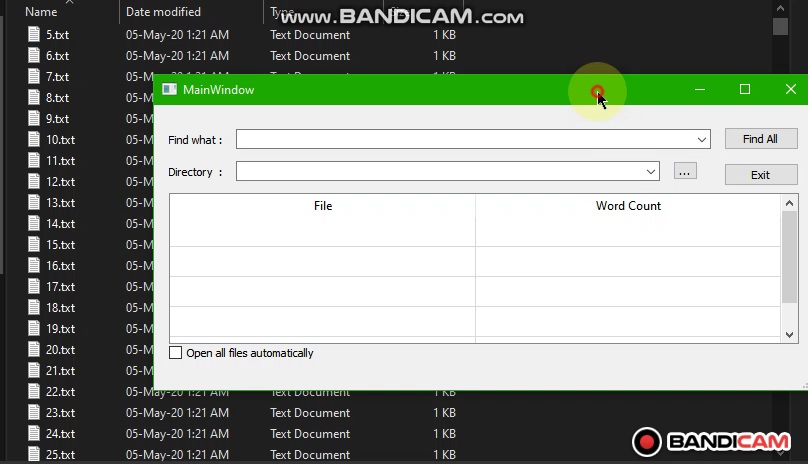 Name Date modified Type
www.BANDICAM.com
5.txt 05-May-20 1:21 AM Text Document 1 KB
6.txt 05-May-20 1:21 AM Text Document 1 KB
7.txt 05-May-20 1:21 AM Text Document 1 KB
MainWindow
8.txt 05-M
9.txt 05-M
10.txt 05-M
Find what : Find All
11.txt 05-M
12.txt 05-M
Directory : ... Exit
13.txt 05-M
File Word Count
14.txt 05-M
15.txt 05-M
16.txt 05-M
17.txt 05-M
18.txt 05-M
19.txt 05-M
20.txt 05-M
Open all files automatically
21.txt 05-M
22.txt 05-May-20 1:21 AM Text Document 1 KB
23.txt 05-May-20 1:21 AM Text Document 1 KB
24.txt 05-May-20 1:21 AM Text Document 1 KB
25.txt 05-May-20 1:21 AM Text Document 1 KB
BANDICAM